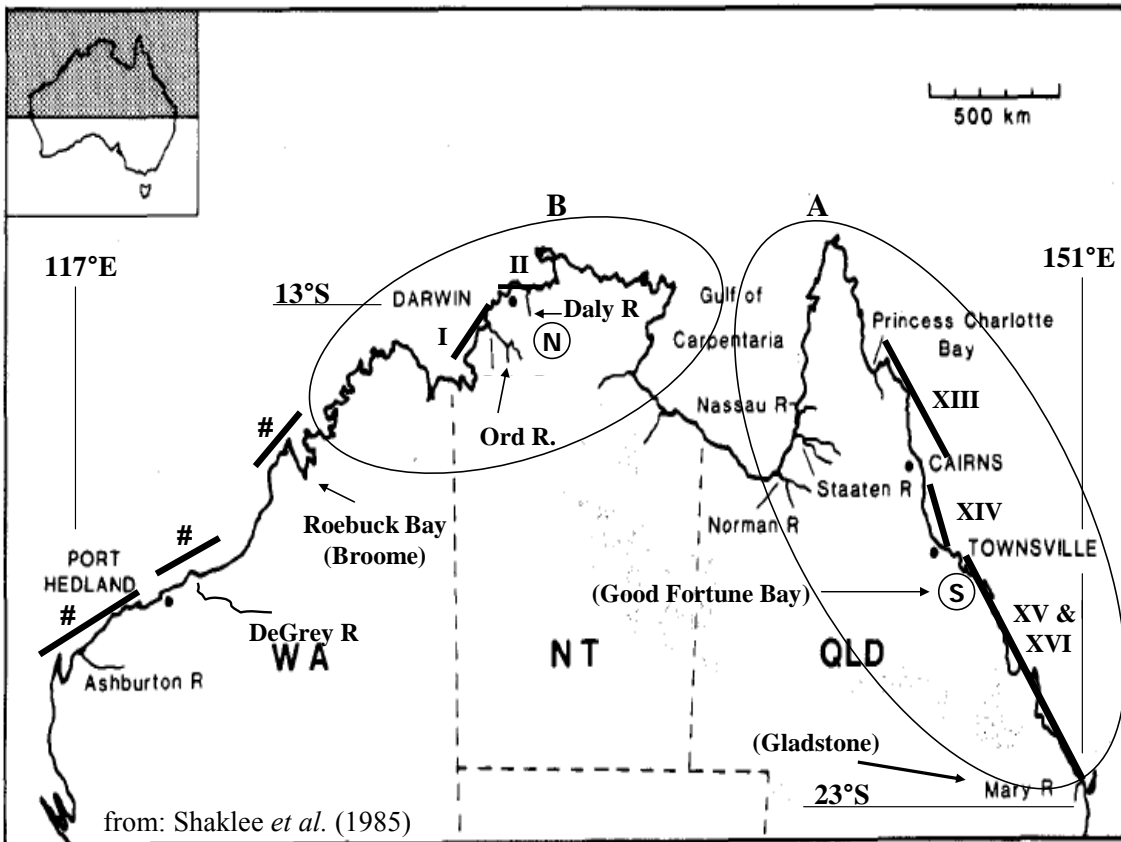 500 km
B
A
117°E
151°E
II
13°S
DARWIN
Daly R
Gulf of
Carpentaria
Princess Charlotte
Bay
I
N
XIII
Nassau R
#
Ord R.
CAIRNS
Staaten R
Norman R
XIV
Roebuck Bay
(Broome)
#
TOWNSVILLE
PORT
HEDLAND
#
(Good Fortune Bay)
S
XV &
XVI
DeGrey R
WA
NT
QLD
Ashburton R
(Gladstone)
Mary R
23°S
from: Shaklee et al. (1985)